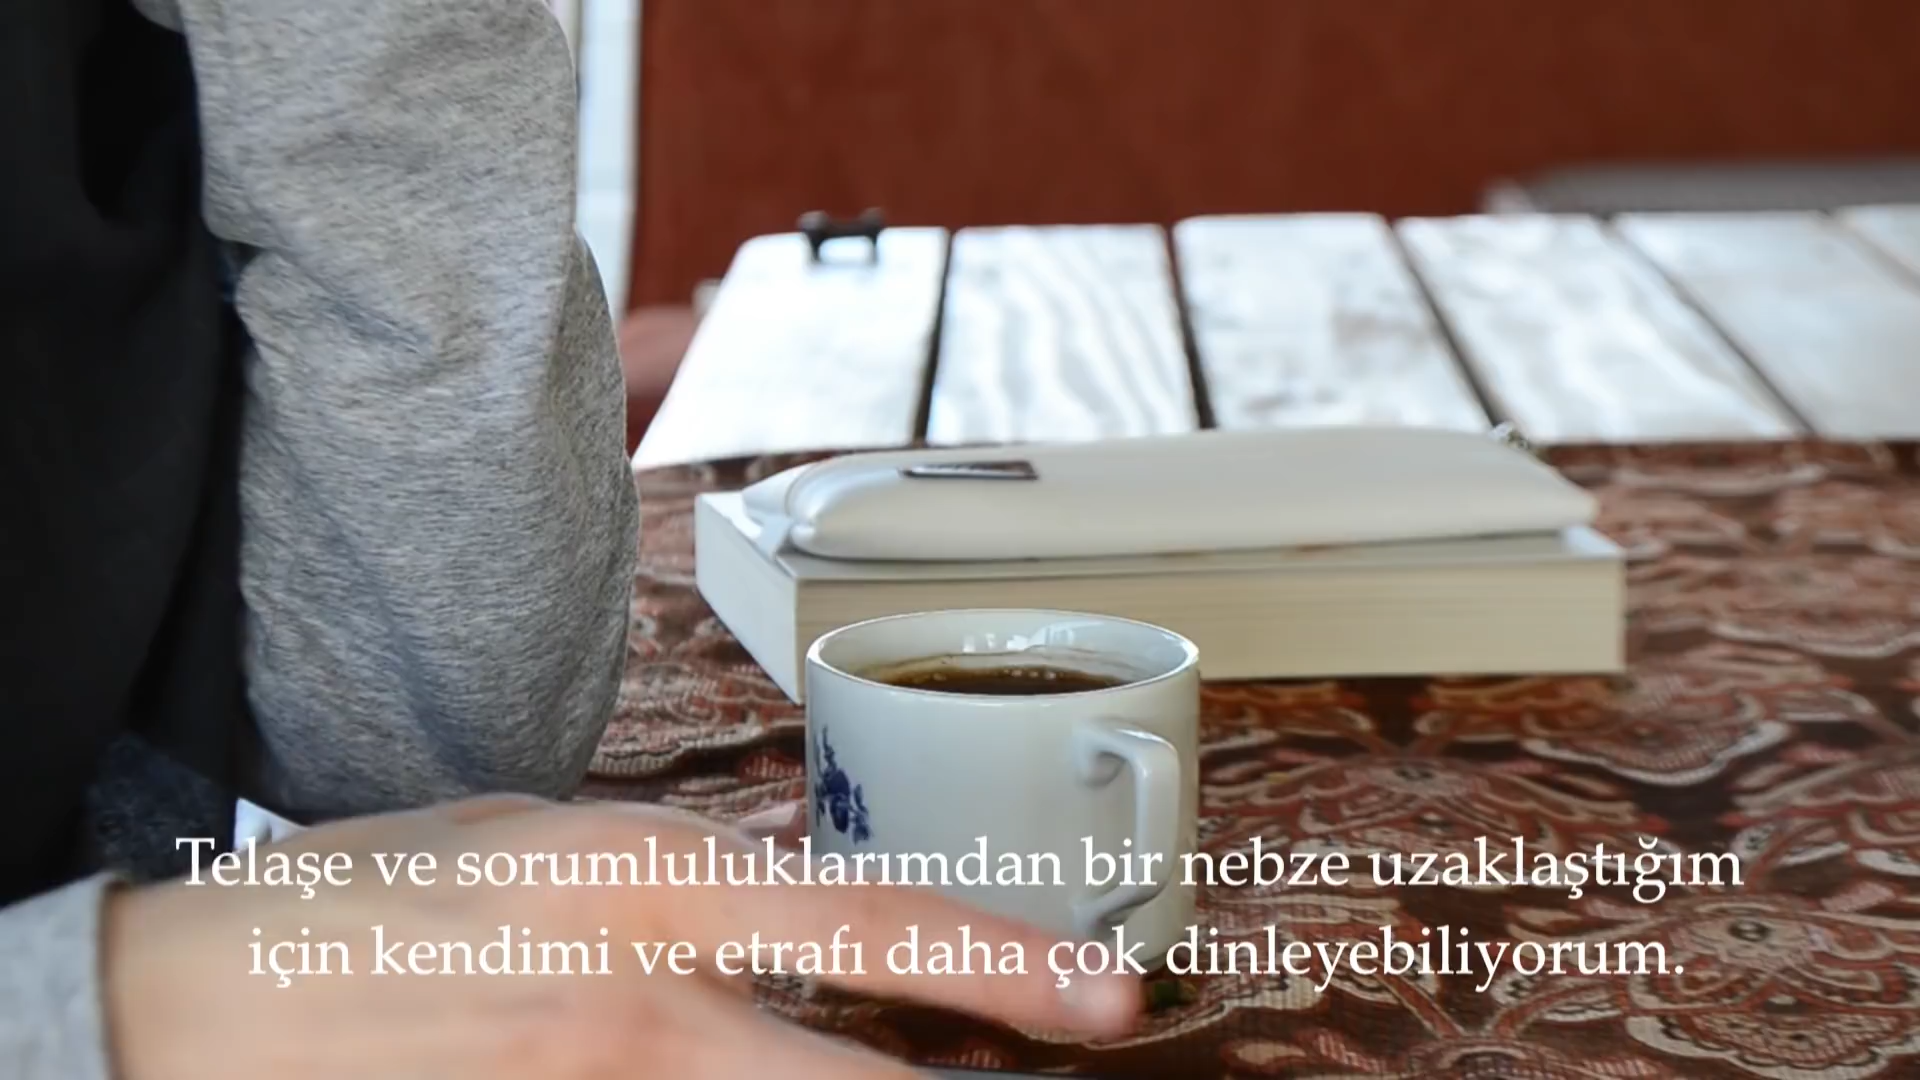 Telaşe ve sorumluluklarımdan bir nebze uzaklaştığım
için kendimi ve etrafı daha çok dinleyebiliyorum.